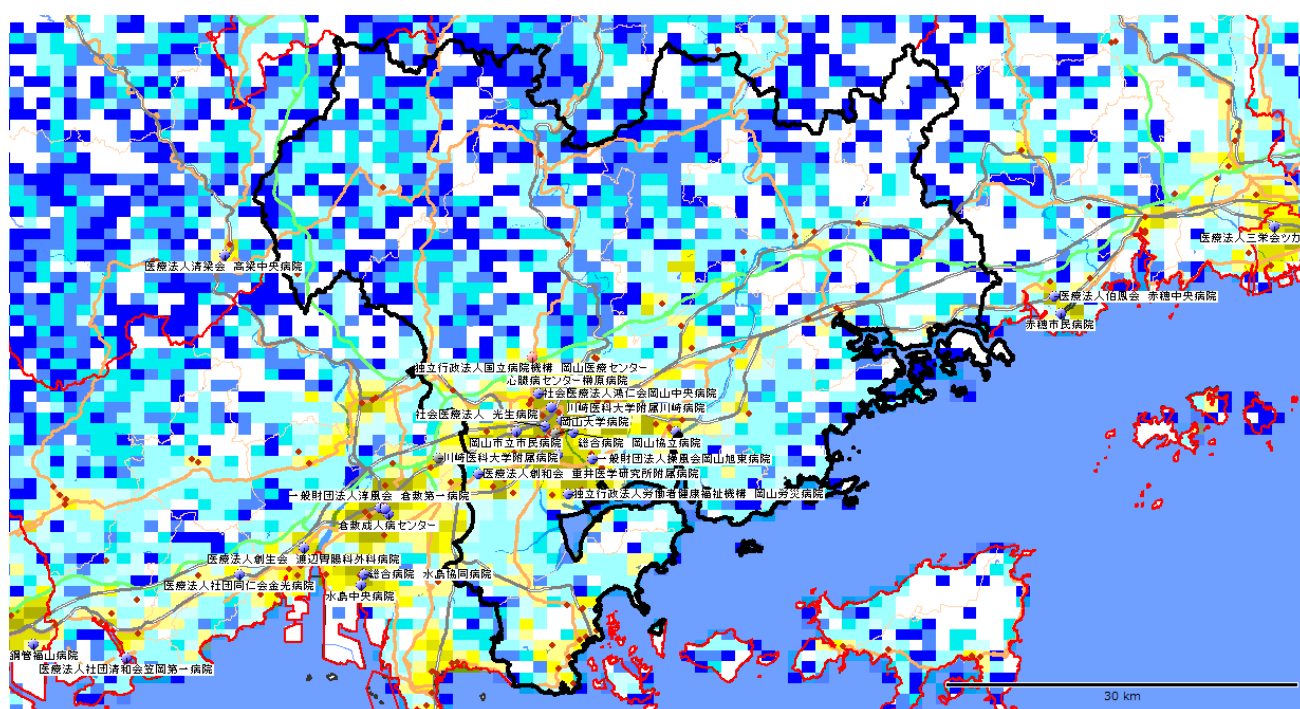 医療法人三栄会ツカ
医療法人清梁会 高梁中央病院
医療法人伯鳳会 赤穂中央病院
赤穂市民病院
独立行政法人国立病院機構 岡山医療センター
心臓病センター榊原病院
社会医療法人鴻仁会岡山中央病院
川崎医科大学附属川崎病院
社会医療法人 光生病院
岡山大学病院
岡山市立市民病院
総合病院 岡山協立病院
川崎医科大学附属病院
一般財団法人操風会岡山旭東病院
医療法人創和会 重井医学研究所附属病院
一般財団法人淳風会 倉敷第一病院
独立行政法人労働者健康福祉機構 岡山労災病院
倉敷成人病センター
医療法人創生会 渡辺胃腸科外科病院
総合病院 水島協同病院
医療法人社団同仁会金光病院
水島中央病院
鋼管福山病院
医療法人社団清和会笠岡第一病院
30 km